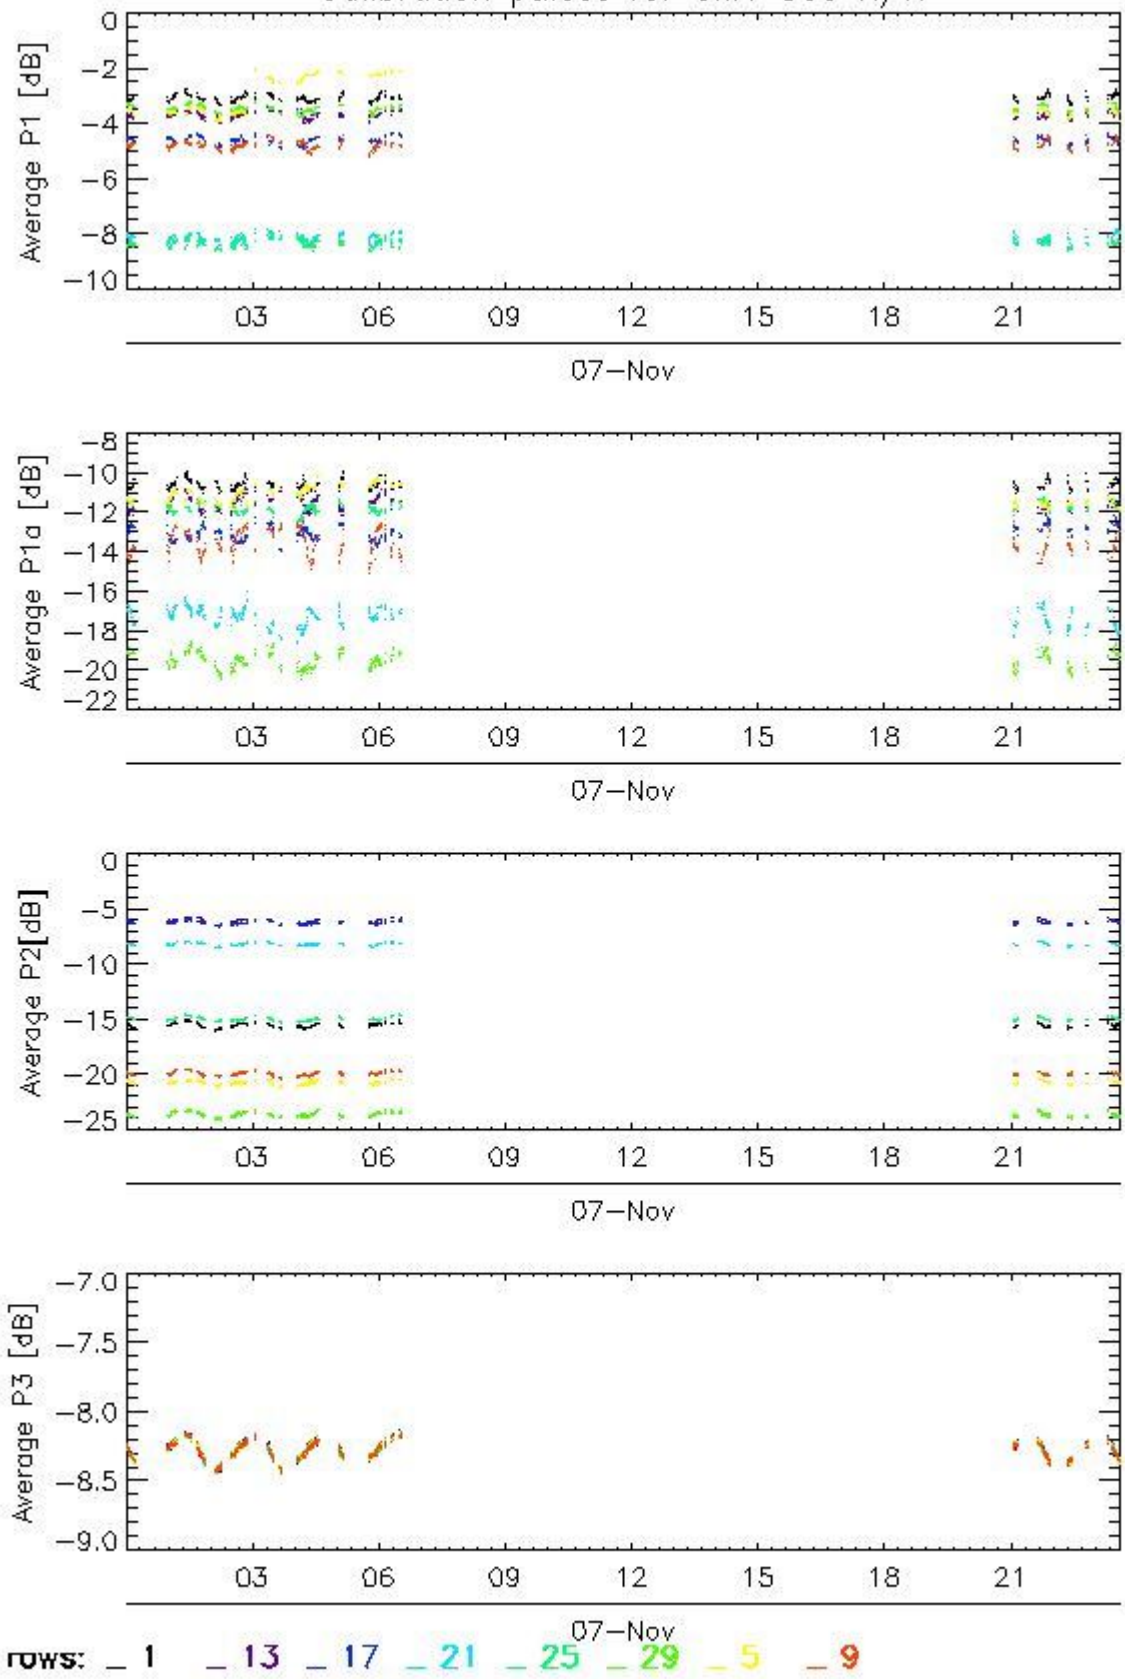 0
−2
−4
−6
−8
−10
Average P1 [dB]
03 06 09 12 15 18 21
07−Nov
−8
−10
−12
−14
−16
−18
−20
−22
Average P1a [dB]
03 06 09 12 15 18 21
07−Nov
0
−5
−10
−15
−20
−25
Average P2[dB]
03 06 09 12 15 18 21
07−Nov
−7.0
−7.5
−8.0
−8.5
−9.0
Average P3 [dB]
03 06 09 12 15 18 21
07−Nov
rows: _ 1 _ 13 _ 17 _ 21 _ 25 _ 29 _ 5 _ 9